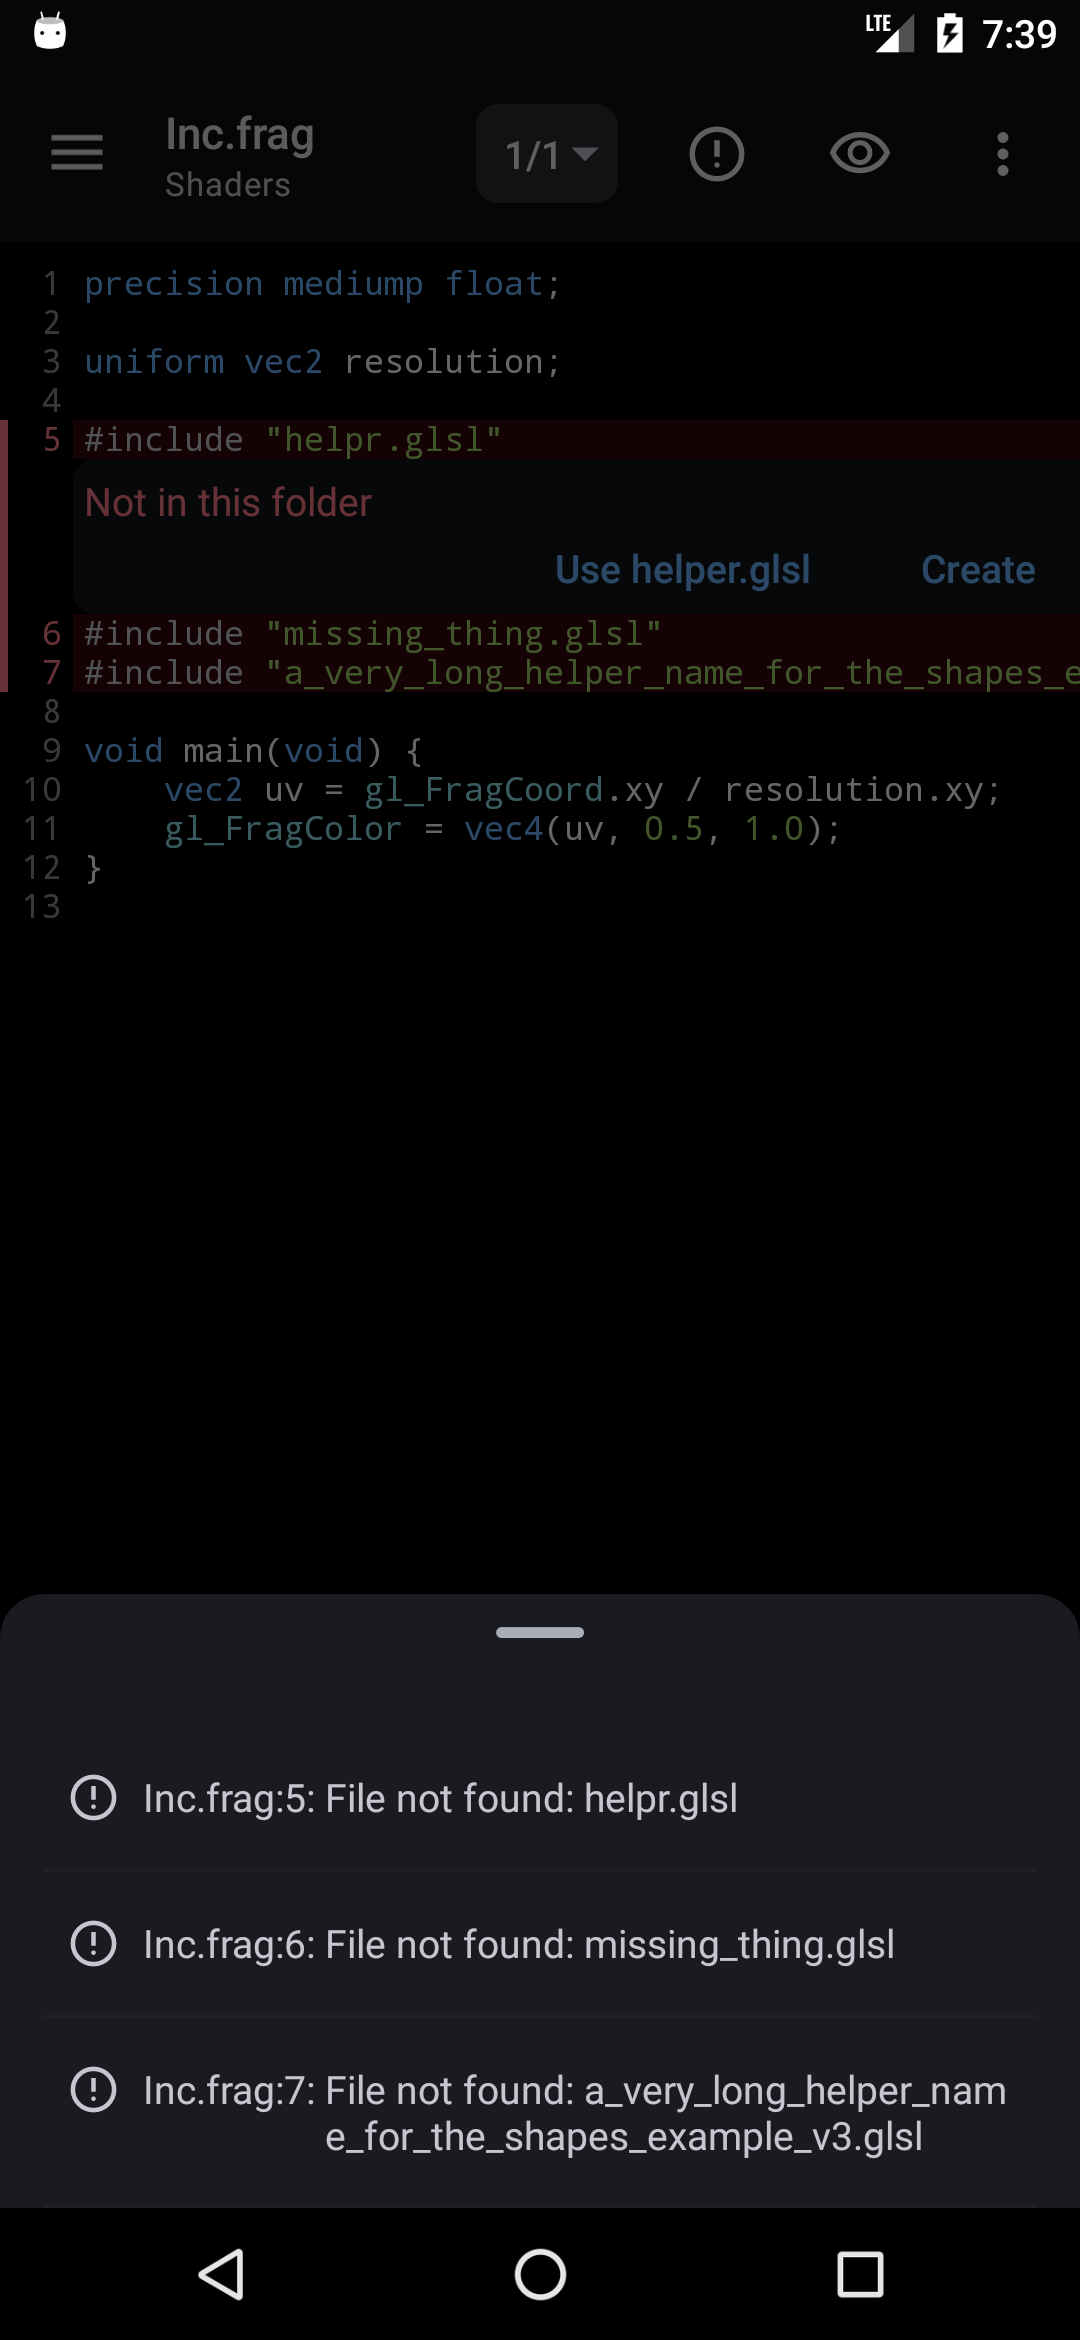 LTE 7:39
Inc.frag
Shaders
1/1
1 precision mediump float;
2
3 uniform vec2 resolution;
4
5 #include "helpr.glsl"
Not in this folder
Use helper.glsl Create
6 #include "missing_thing.glsl"
7 #include "a_very_long_helper_name_for_the_shapes_e
8
9 void main(void) {
10     vec2 uv = gl_FragCoord.xy / resolution.xy;
11     gl_FragColor = vec4(uv, 0.5, 1.0);
12 }
13
Inc.frag:5: File not found: helpr.glsl
Inc.frag:6: File not found: missing_thing.glsl
Inc.frag:7: File not found: a_very_long_helper_nam
e_for_the_shapes_example_v3.glsl